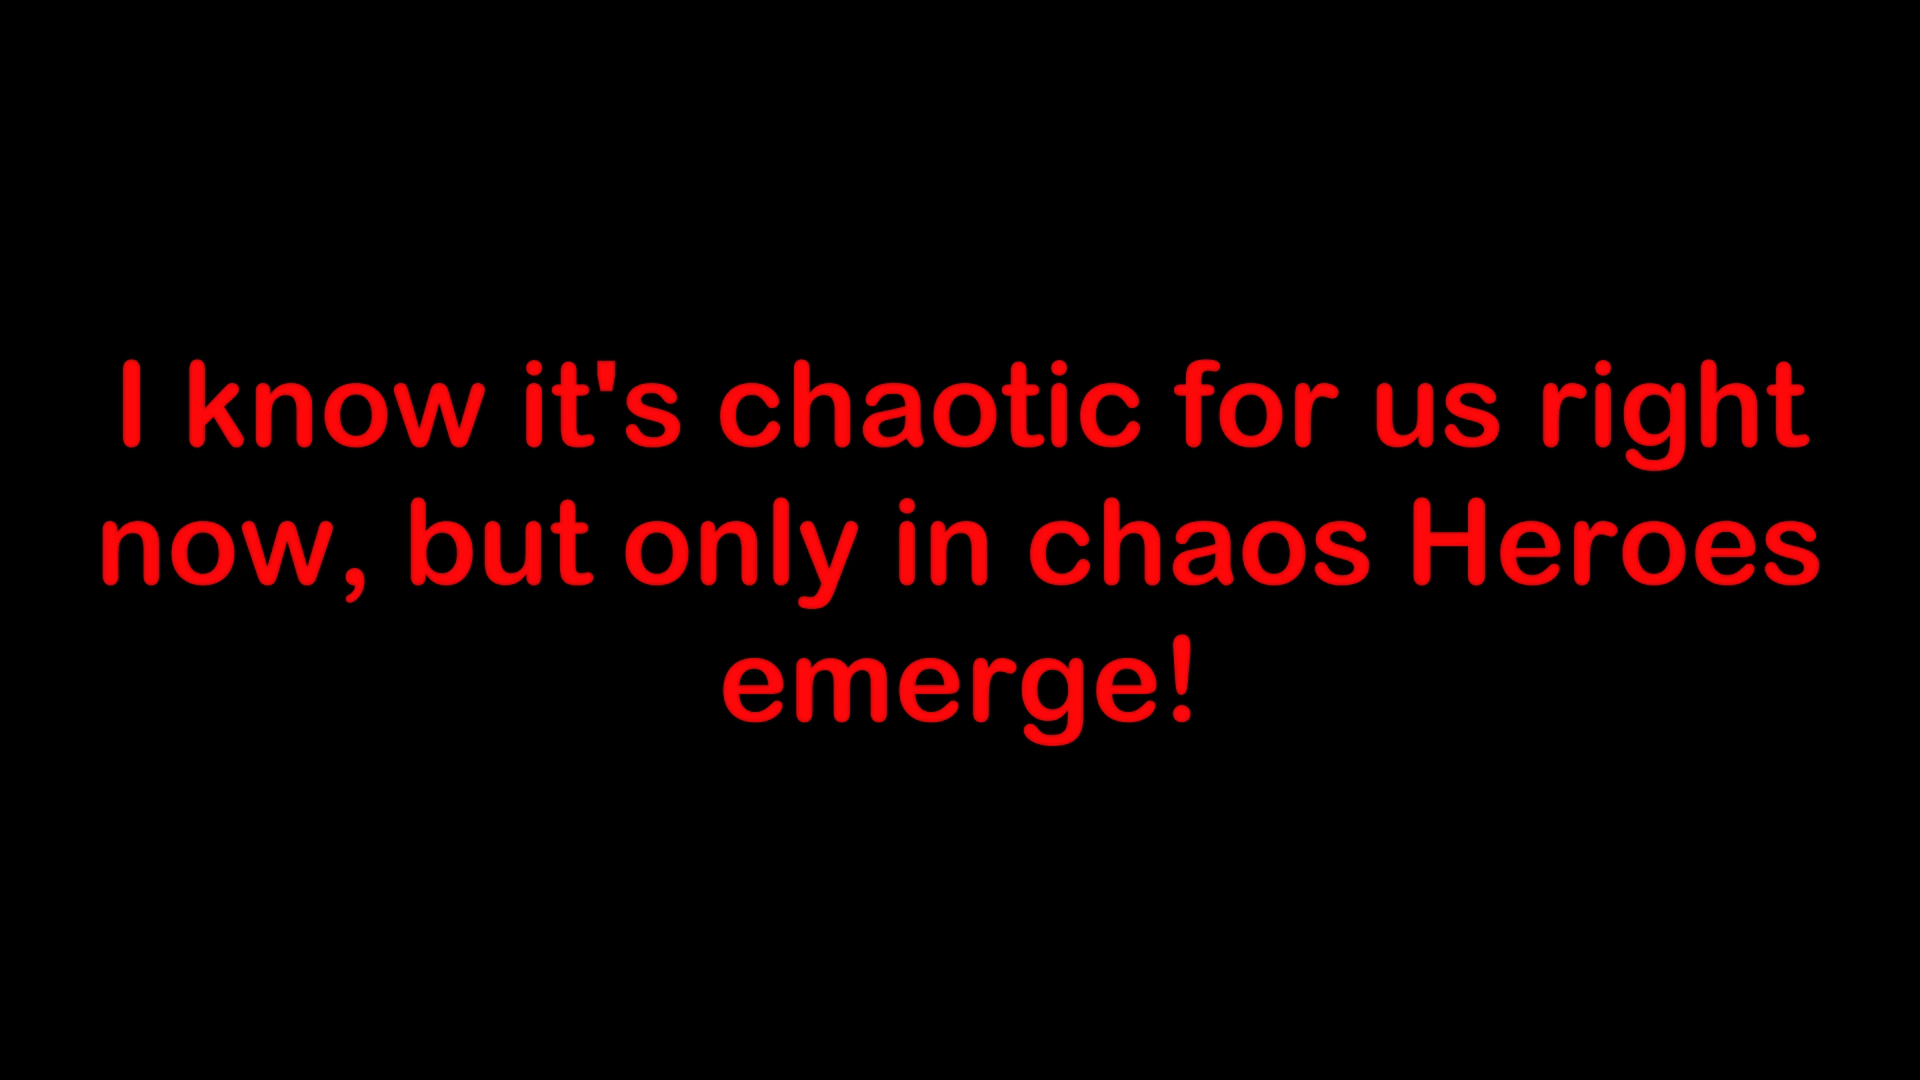 I know it's chaotic for us right
now, but only in chaos Heroes
emerge!